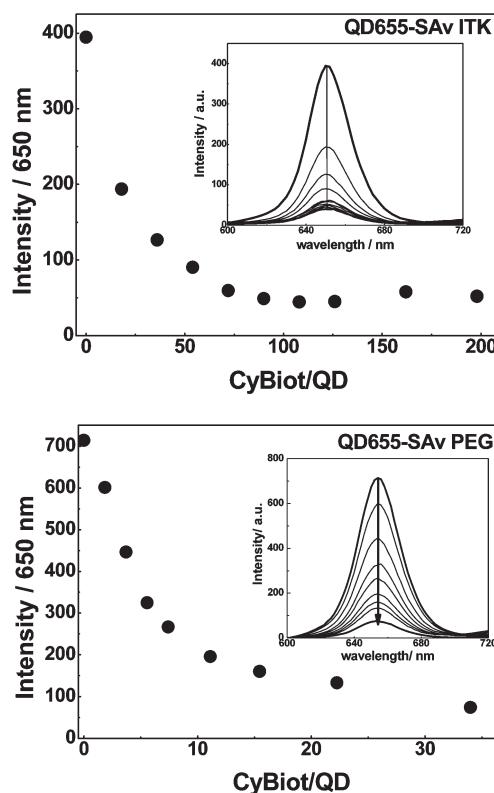 QD655-SAv ITK
400
300
200
100
0
Intensity / 650 nm
400
300
200
100
0
Intensity / a.u.
600 640 680 720
wavelength / nm
0 50 100 150 200
CyBiot/QD
QD655-SAv PEG
700
600
500
400
300
200
100
0
Intensity / 650 nm
800
600
400
200
0
Intensity/ a.u.
600 640 680 720
wavelength/ nm
0 10 20 30
CyBiot/QD